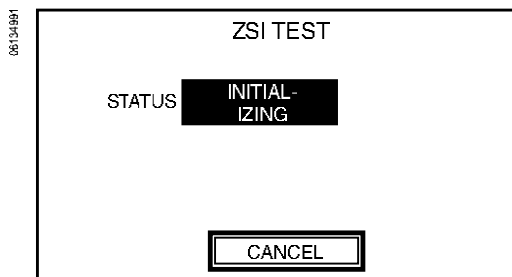 06134991
ZSI TEST
STATUS
INITIAL-
IZING
CANCEL